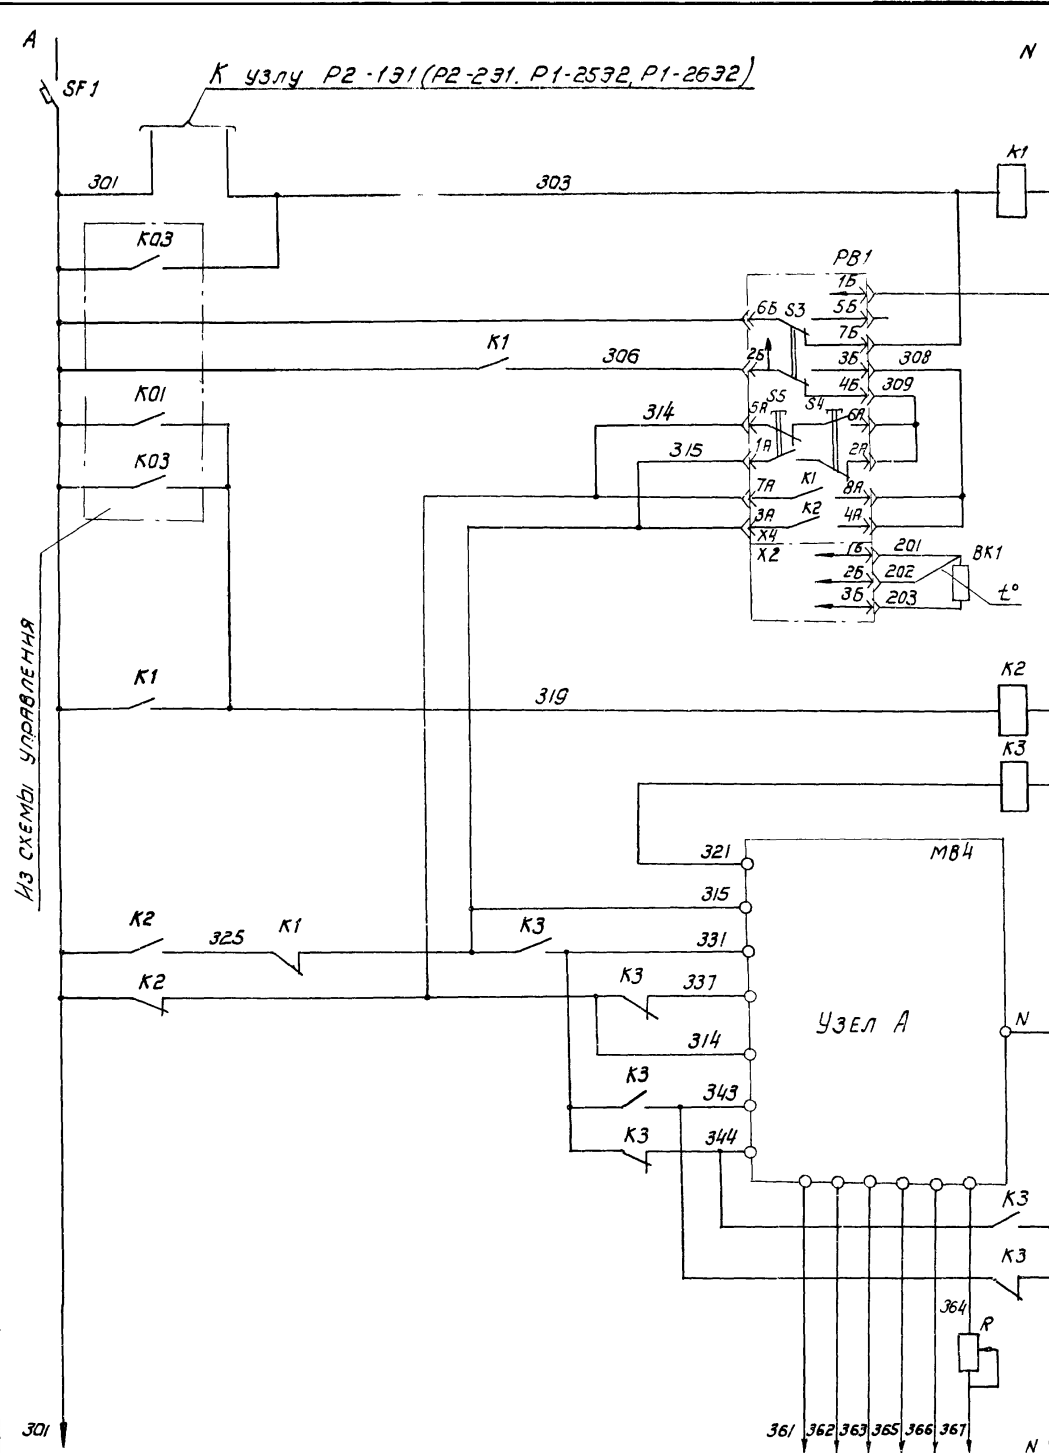 A
N
SF1
К узлу Р2-1Э1 (Р2-2Э1. Р1-25Э2, Р1-26Э2)
К1
301
303
К03
РВ1
1Б
6Б S3 5Б
7Б
К1
306
2Б
3Б 308
4Б 309
К01
314
5А S5 S4 6А
315
1А 2А
К03
7А К1 8А
3А К2 4А
Х4
Х2
1Б 201
ВК1
2Б 202
3Б 203
t°
Из схемы управления
К1
319
К2
К3
321
МВ4
315
К2
325
К1
К3
331
К2
К3
337
УЗЕЛ А
N
314
К3
343
К3
344
К3
К3
364
R
301
361 362 363 365 366 367
N